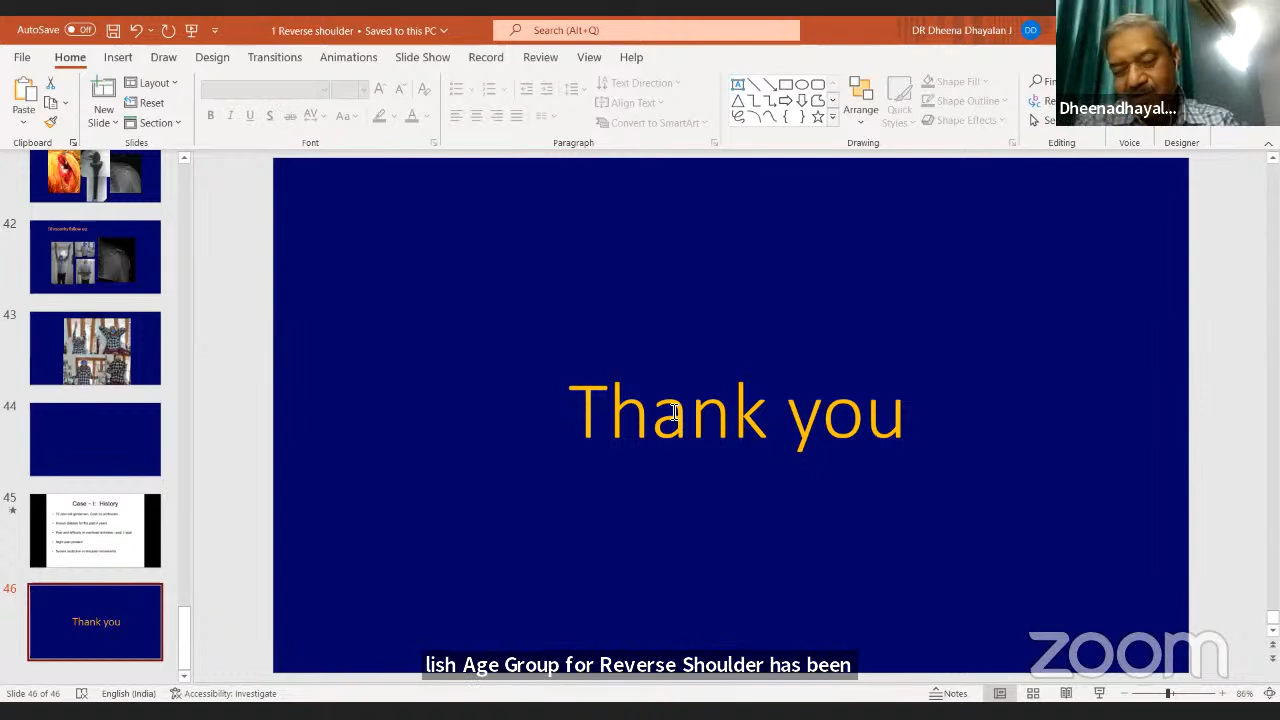 AutoSave Off
1 Reverse shoulder • Saved to this PC
Search (Alt+Q)
DR Dheena Dhayalan J
DD
File Home Insert Draw Design Transitions Animations Slide Show Record Review View Help
Paste
New
Slide
Layout
Reset
Section
Text Direction
Align Text
Convert to SmartArt
Arrange
Quick
Styles
Shape Fill
Shape Outline
Shape Effects
Clipboard Slides Font Paragraph Drawing Editing Voice Designer
Dheenadhayal...
42
43
44
45
Case – I: History
46
Thank you
Thank you
lish Age Group for Reverse Shoulder has been
zoom
Slide 46 of 46
English (India)
Accessibility: Investigate
Notes
86%